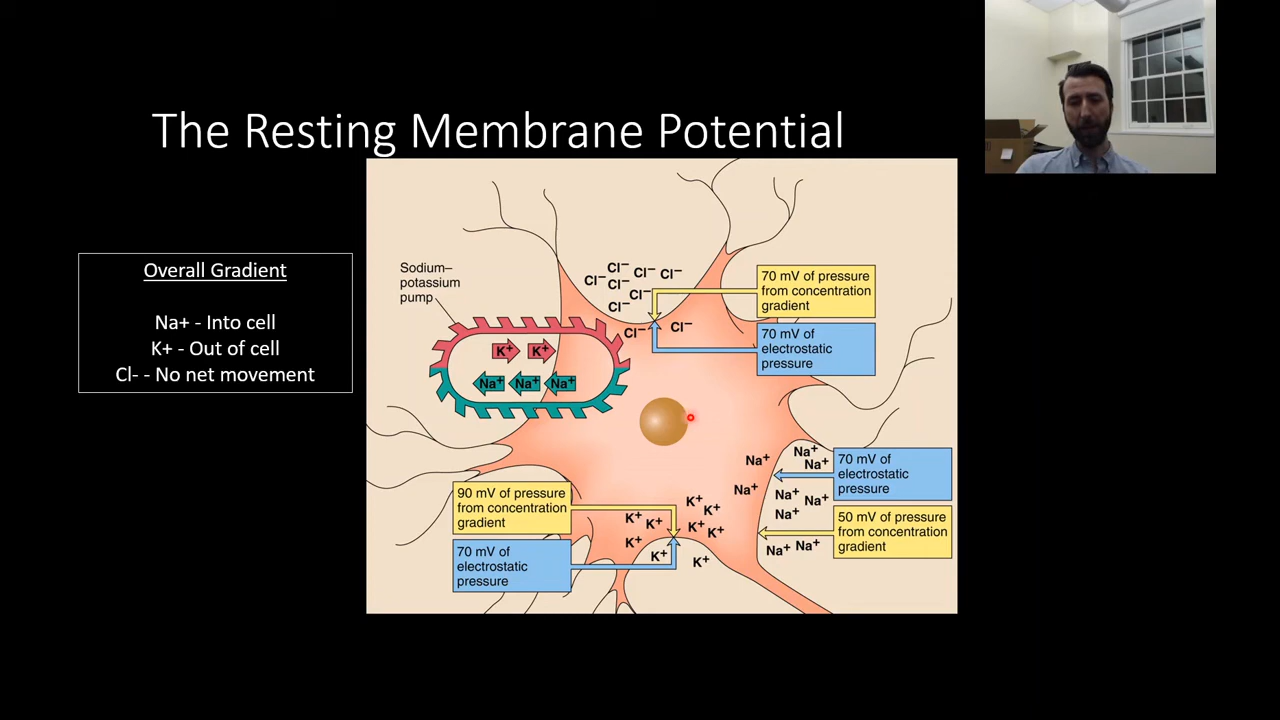 The Resting Membrane Potential
Overall Gradient
Na+ - Into cell
K+ - Out of cell
Cl- - No net movement
Sodium–
potassium
pump
K⁺ K⁺
Na⁺ Na⁺ Na⁺
Cl⁻
Cl⁻ Cl⁻
Cl⁻ Cl⁻
Cl⁻
Cl⁻
Cl⁻ Cl⁻
70 mV of pressure
from concentration
gradient
70 mV of
electrostatic
pressure
Na⁺ Na⁺
Na⁺
Na⁺ Na⁺ Na⁺
Na⁺
Na⁺ Na⁺
70 mV of
electrostatic
pressure
50 mV of pressure
from concentration
gradient
90 mV of pressure
from concentration
gradient
70 mV of
electrostatic
pressure
K⁺ K⁺
K⁺ K⁺ K⁺ K⁺
K⁺
K⁺ K⁺